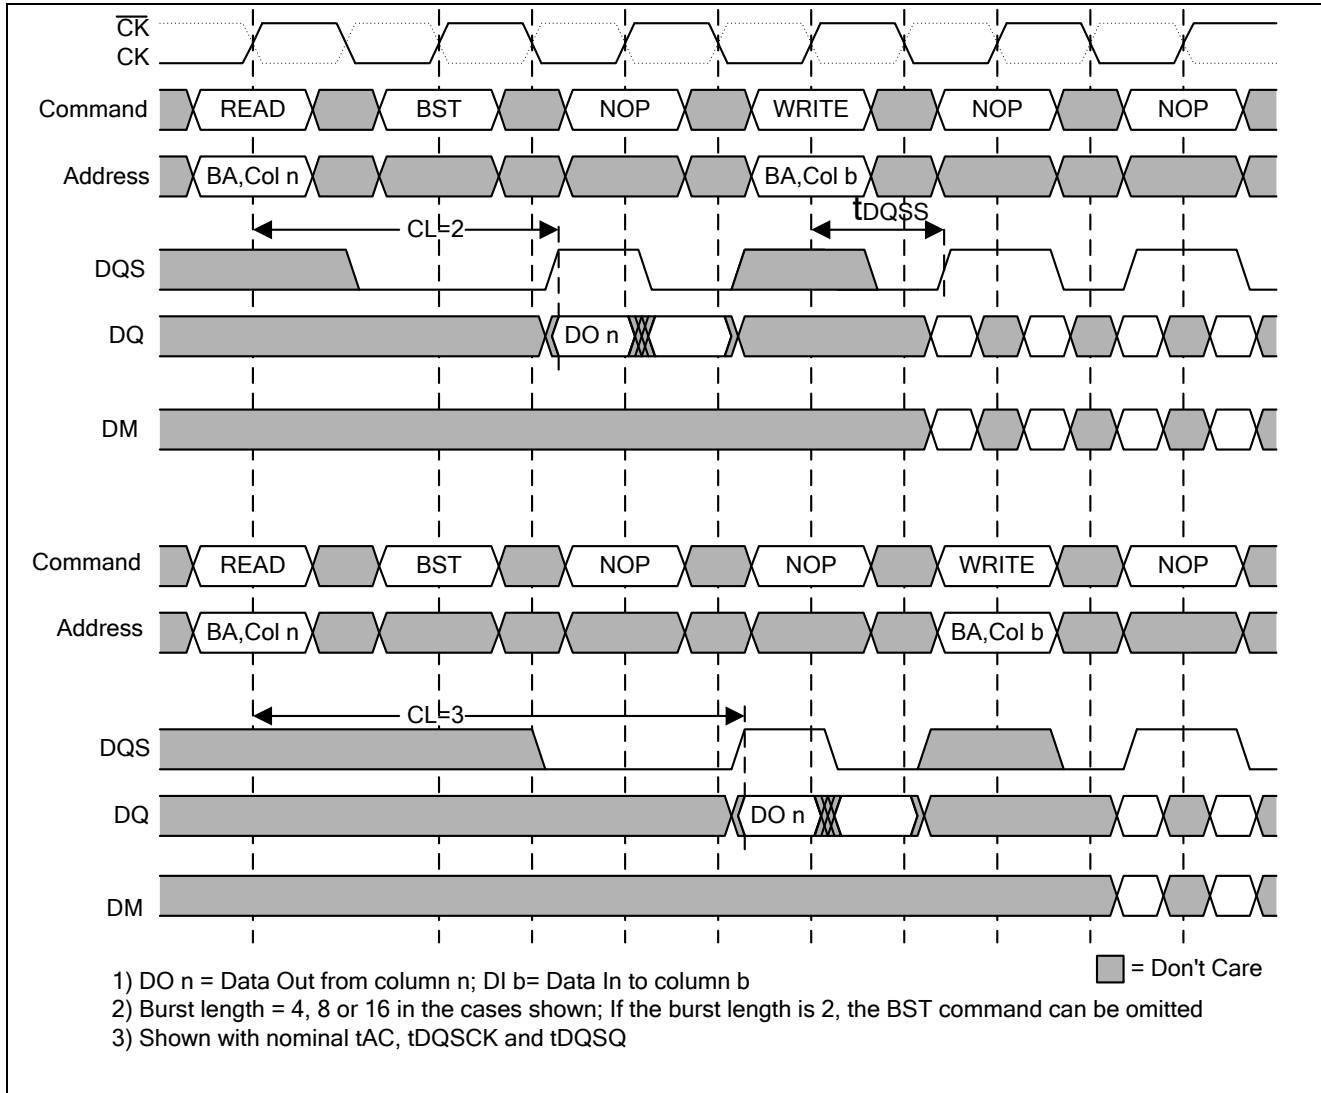 CK
CK
Command READ BST NOP WRITE NOP NOP
Address BA,Col n BA,Col b
CL=2 tDQSS
DQS
DQ DO n
DM
Command READ BST NOP NOP WRITE NOP
Address BA,Col n BA,Col b
CL=3
DQS
DQ DO n
DM
= Don't Care
1) DO n = Data Out from column n; DI b= Data In to column b
2) Burst length = 4, 8 or 16 in the cases shown; If the burst length is 2, the BST command can be omitted
3) Shown with nominal tAC, tDQSCK and tDQSQ